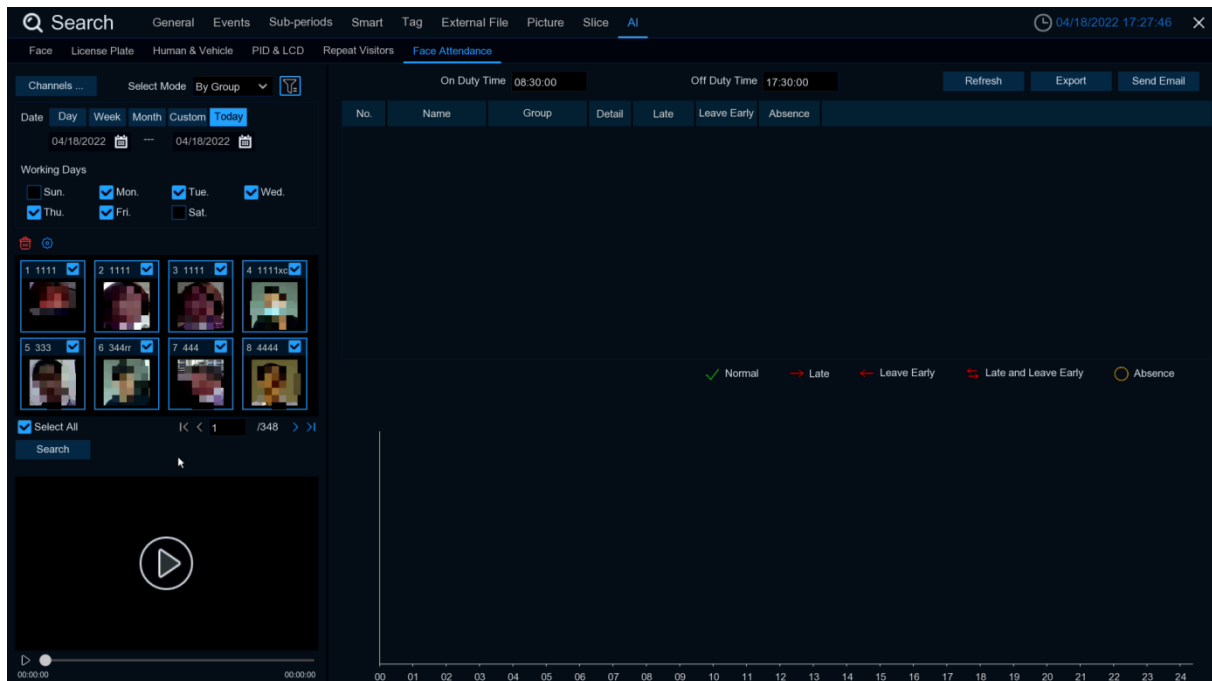 Search General Events Sub-periods Smart Tag External File Picture Slice AI 04/18/2022 17:27:46
Face License Plate Human & Vehicle PID & LCD Repeat Visitors Face Attendance
Channels ... Select Mode By Group
On Duty Time 08:30:00 Off Duty Time 17:30:00 Refresh Export Send Email
Date Day Week Month Custom Today
04/18/2022 --- 04/18/2022
No. Name Group Detail Late Leave Early Absence
Working Days
Sun. Mon. Tue. Wed.
Thu. Fri. Sat.
1 1111 2 1111 3 1111 4 1111xc
5 333 6 344rr 7 444 8 4444
Normal Late Leave Early Late and Leave Early Absence
Select All 1 /348
Search
00:00:00 00:00:00
00 01 02 03 04 05 06 07 08 09 10 11 12 13 14 15 16 17 18 19 20 21 22 23 24